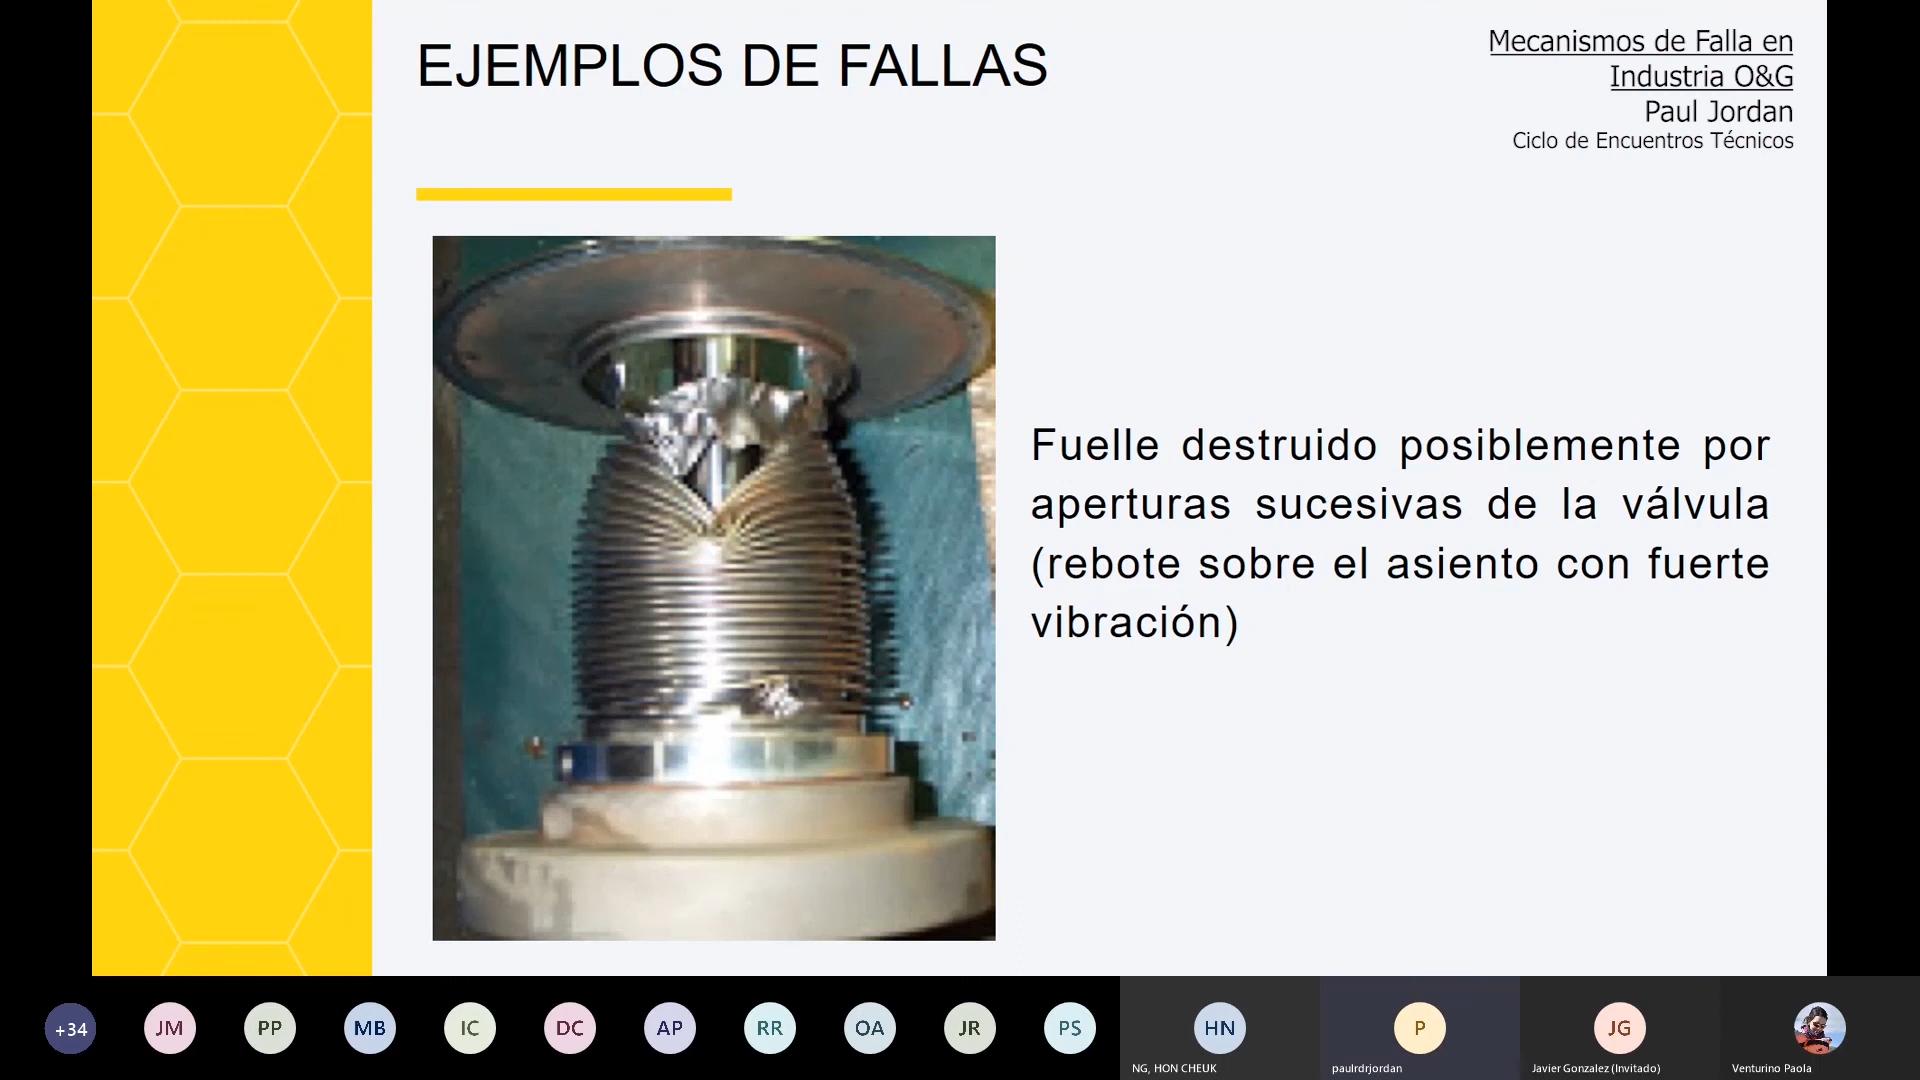 EJEMPLOS DE FALLAS
Mecanismos de Falla en
Industria O&G
Paul Jordan
Ciclo de Encuentros Técnicos
Fuelle destruido posiblemente por
aperturas sucesivas de la válvula
(rebote sobre el asiento con fuerte
vibración)
+34
JM
PP
MB
IC
DC
AP
RR
OA
JR
PS
HN
P
JG
NG, HON CHEUK
paulrdrjordan
Javier Gonzalez (Invitado)
Venturino Paola